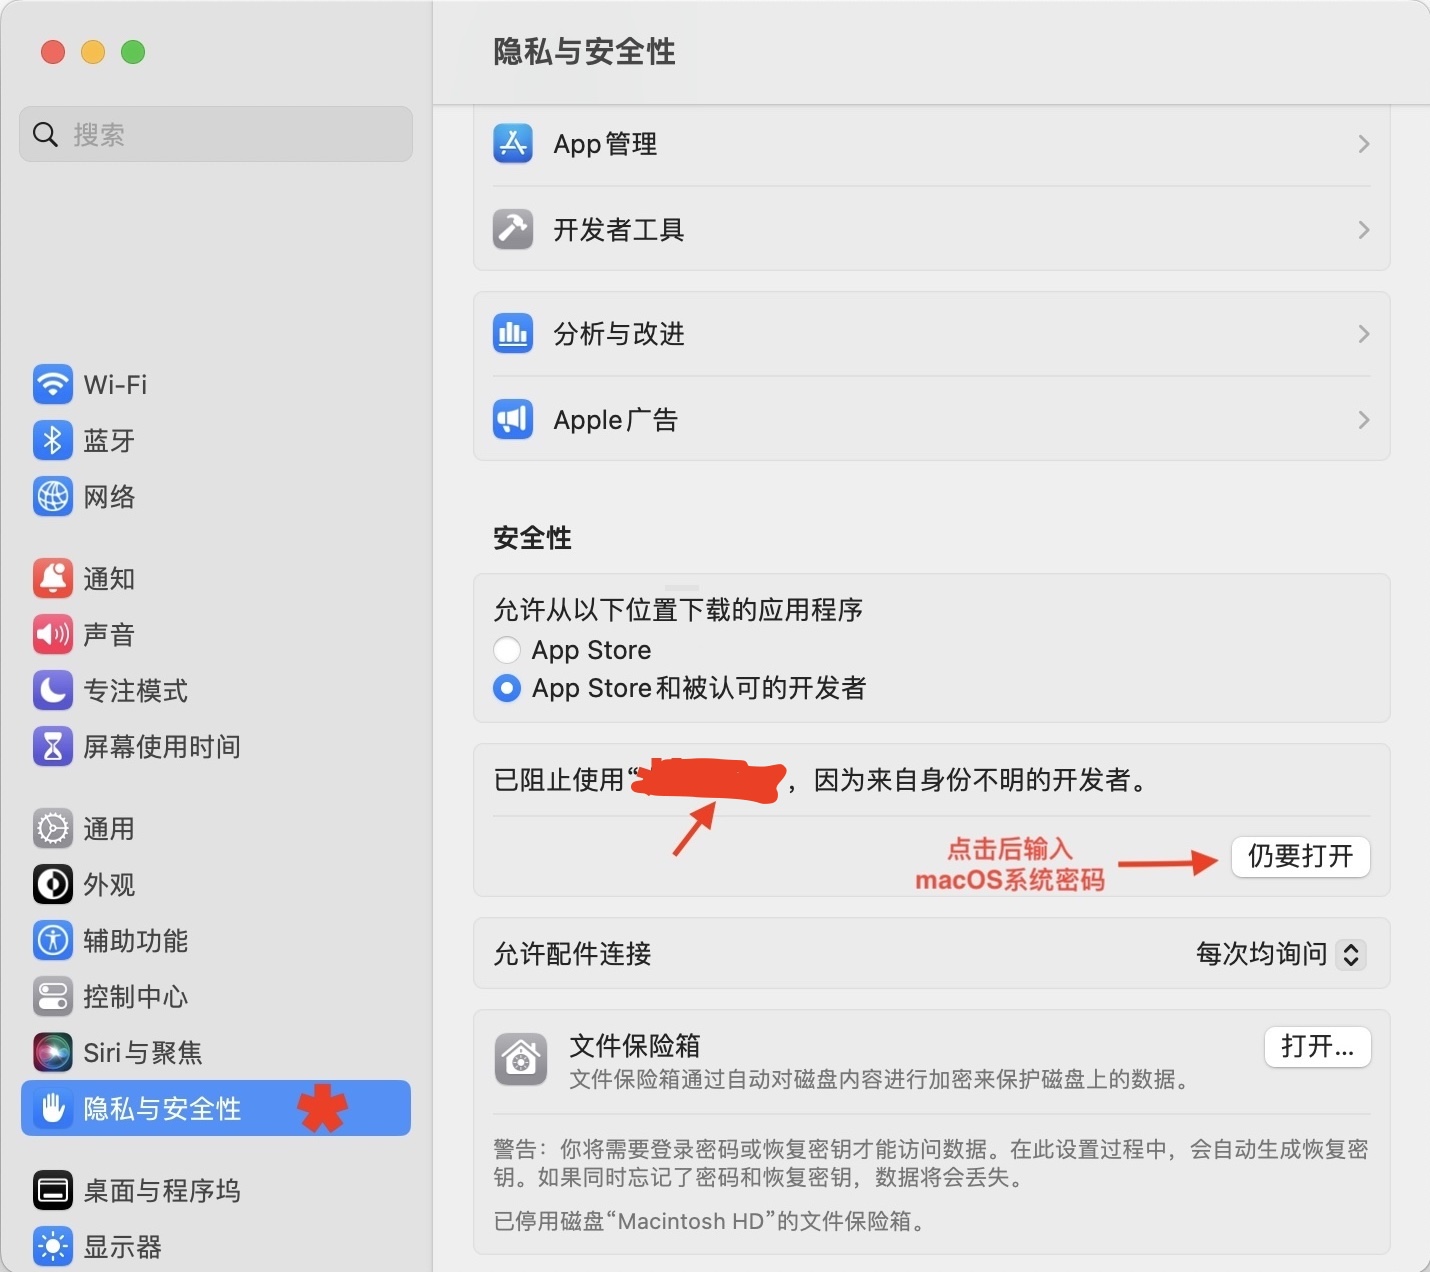 隐私与安全性
搜索
Wi-Fi
蓝牙
网络
通知
声音
专注模式
屏幕使用时间
通用
外观
辅助功能
控制中心
Siri与聚焦
隐私与安全性
桌面与程序坞
显示器
App管理
开发者工具
分析与改进
Apple广告
安全性
允许从以下位置下载的应用程序
App Store
App Store和被认可的开发者
已阻止使用“ ，因为来自身份不明的开发者。
点击后输入
macOS系统密码
仍要打开
允许配件连接
每次均询问
文件保险箱
打开...
文件保险箱通过自动对磁盘内容进行加密来保护磁盘上的数据。
警告：你将需要登录密码或恢复密钥才能访问数据。在此设置过程中，会自动生成恢复密
钥。如果同时忘记了密码和恢复密钥，数据将会丢失。
已停用磁盘“Macintosh HD”的文件保险箱。